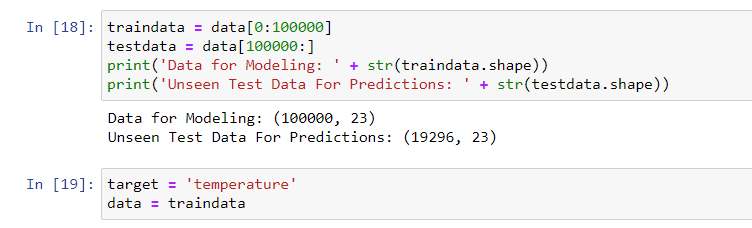 In [18]: traindata = data[0:100000]
testdata = data[100000:]
print('Data for Modeling: ' + str(traindata.shape))
print('Unseen Test Data For Predictions: ' + str(testdata.shape))
Data for Modeling: (100000, 23)
Unseen Test Data For Predictions: (19296, 23)
In [19]: target = 'temperature'
data = traindata